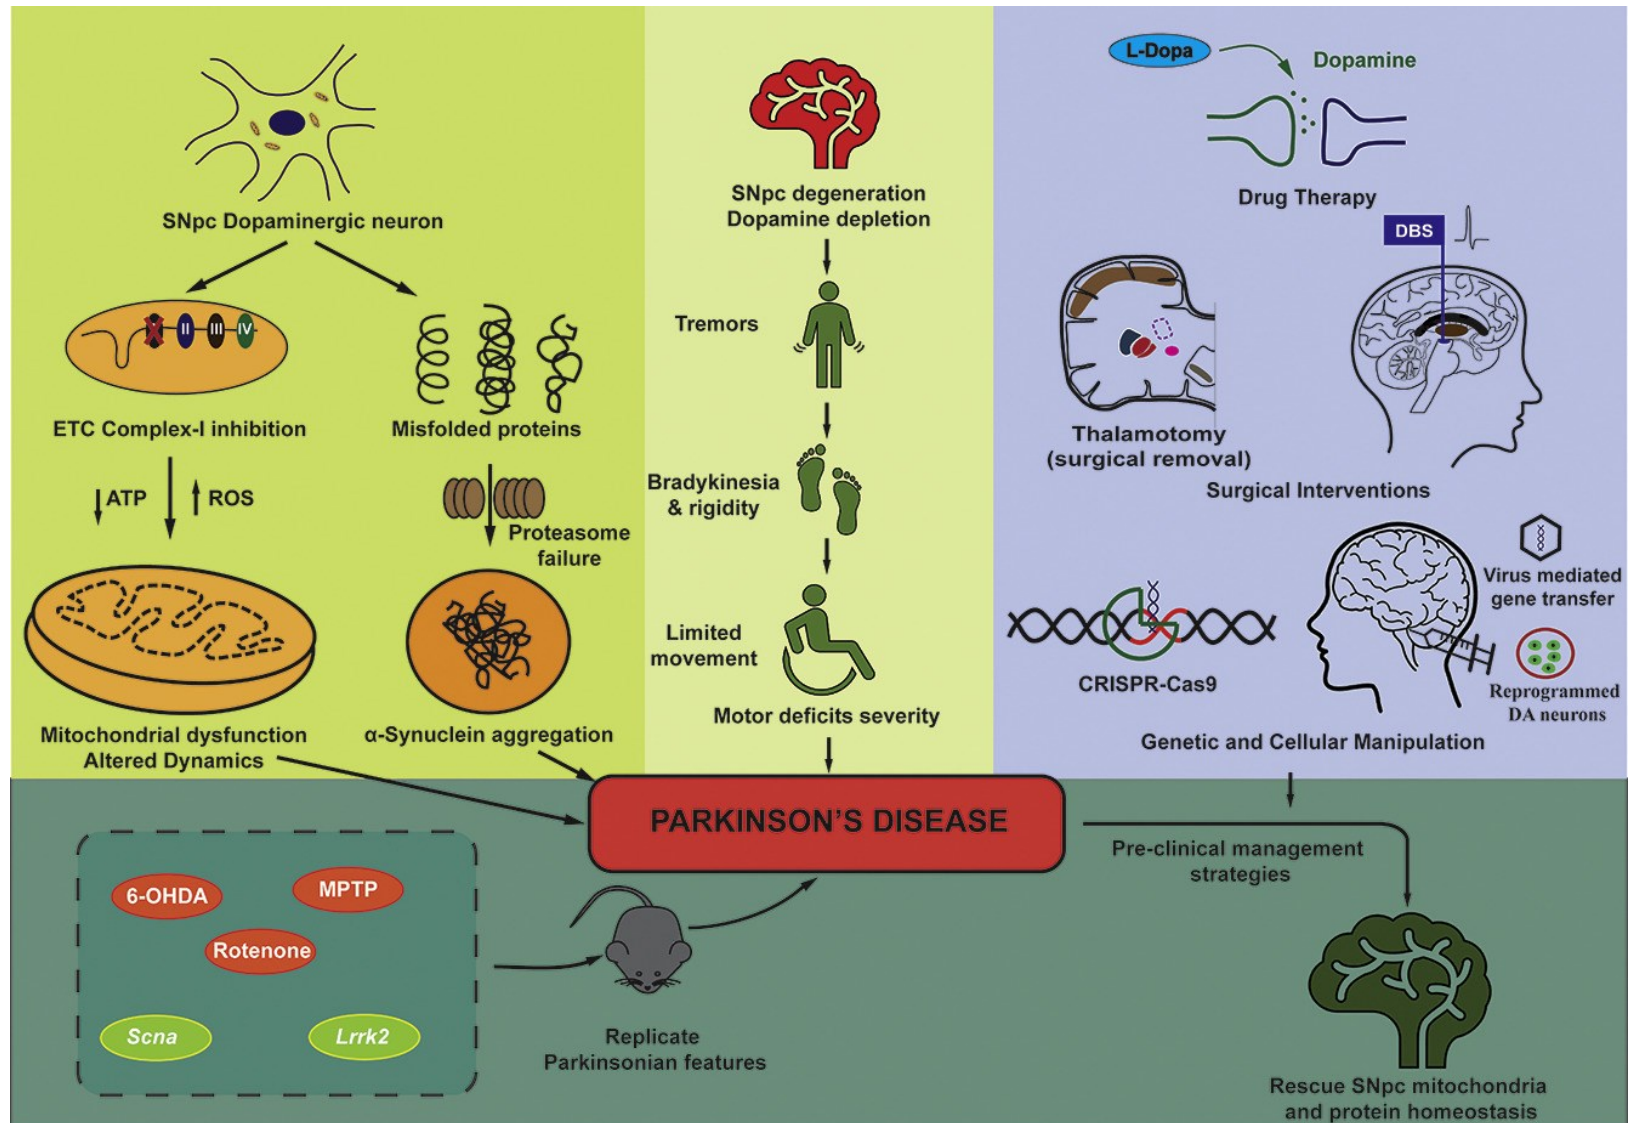 SNpc Dopaminergic neuron
II
III
IV
ETC Complex-I inhibition
Misfolded proteins
ATP
ROS
Proteasome
failure
Mitochondrial dysfunction
Altered Dynamics
α-Synuclein aggregation
SNpc degeneration
Dopamine depletion
Tremors
Bradykinesia
& rigidity
Limited
movement
Motor deficits severity
L-Dopa
Dopamine
Drug Therapy
DBS
Thalamotomy
(surgical removal)
Surgical Interventions
Virus mediated
gene transfer
CRISPR-Cas9
Reprogrammed
DA neurons
Genetic and Cellular Manipulation
PARKINSON'S DISEASE
Pre-clinical management
strategies
6-OHDA
MPTP
Rotenone
Scna
Lrrk2
Replicate
Parkinsonian features
Rescue SNpc mitochondria
and protein homeostasis